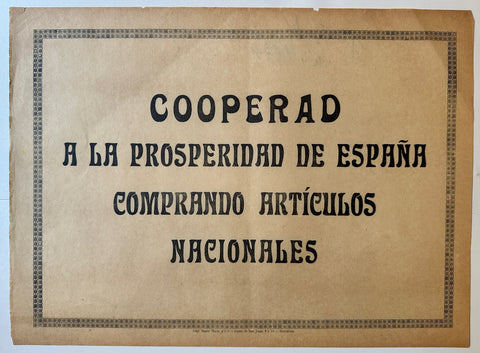 COOPERAD
A LA PROSPERIDAD DE ESPAÑA
COMPRANDO ARTÍCULOS
NACIONALES